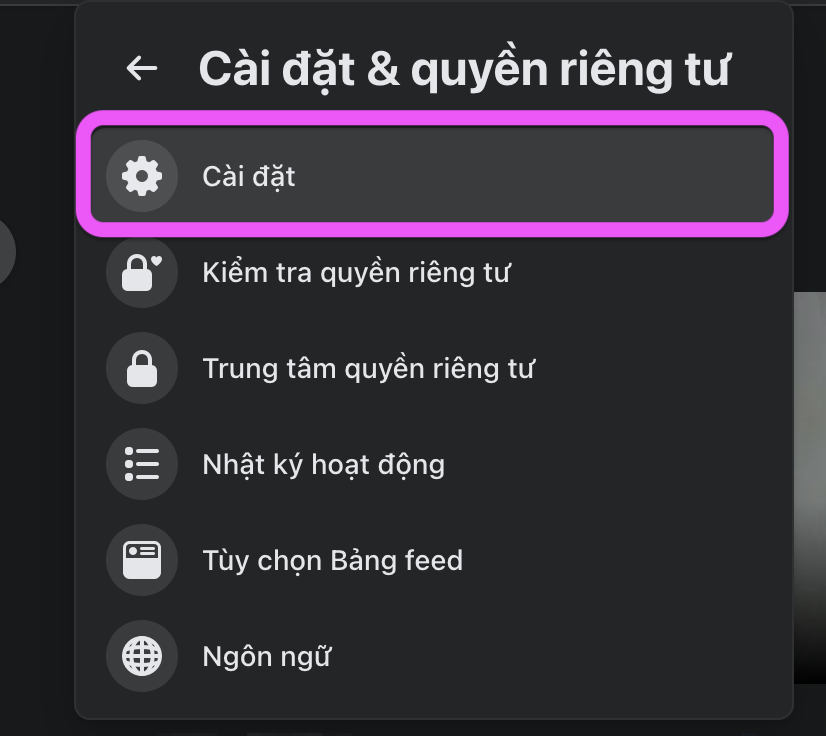 Cài đặt & quyền riêng tư
Cài đặt
Kiểm tra quyền riêng tư
Trung tâm quyền riêng tư
Nhật ký hoạt động
Tùy chọn Bảng feed
Ngôn ngữ